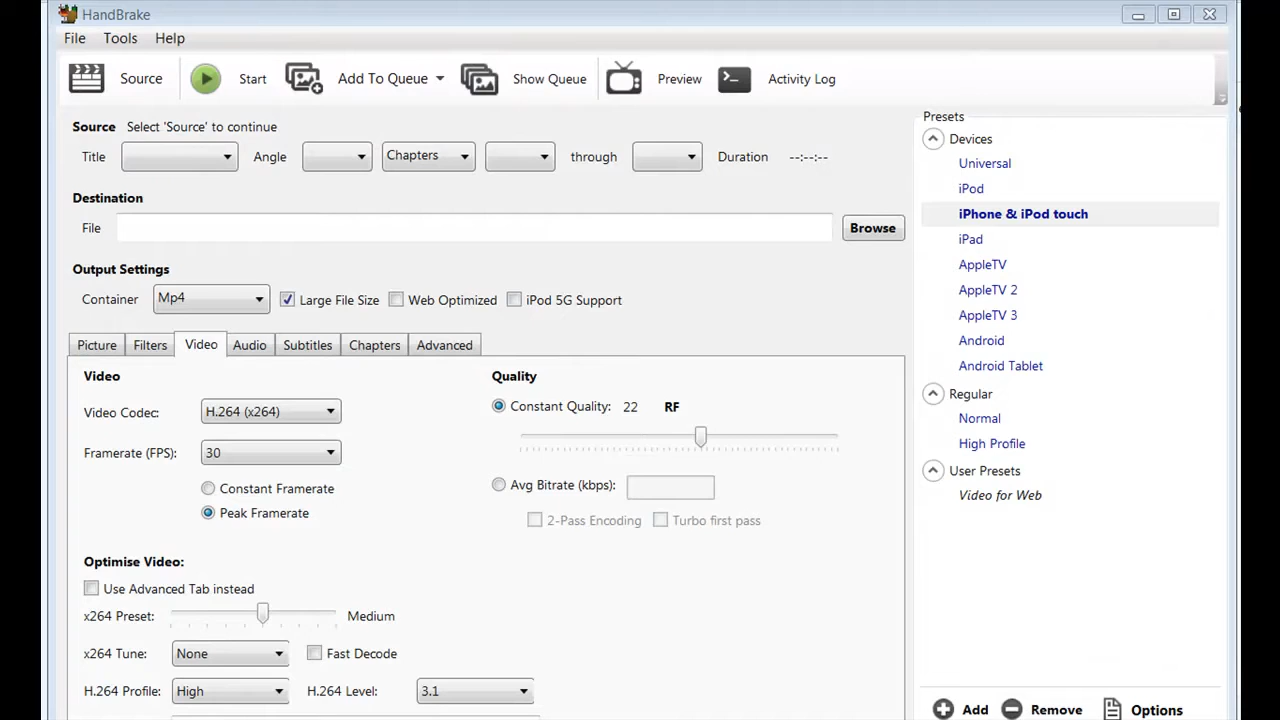 HandBrake
File Tools Help
Source Start Add To Queue Show Queue Preview Activity Log
Source Select 'Source' to continue
Title Angle Chapters through Duration --:--:--
Destination
File Browse
Output Settings
Container Mp4 Large File Size Web Optimized iPod 5G Support
Picture Filters Video Audio Subtitles Chapters Advanced
Video
Video Codec: H.264 (x264)
Framerate (FPS): 30
Constant Framerate
Peak Framerate
Quality
Constant Quality: 22 RF
Avg Bitrate (kbps):
2-Pass Encoding Turbo first pass
Optimise Video:
Use Advanced Tab instead
x264 Preset: Medium
x264 Tune: None Fast Decode
H.264 Profile: High H.264 Level: 3.1
Presets
Devices
Universal
iPod
iPhone & iPod touch
iPad
AppleTV
AppleTV 2
AppleTV 3
Android
Android Tablet
Regular
Normal
High Profile
User Presets
Video for Web
Add Remove Options